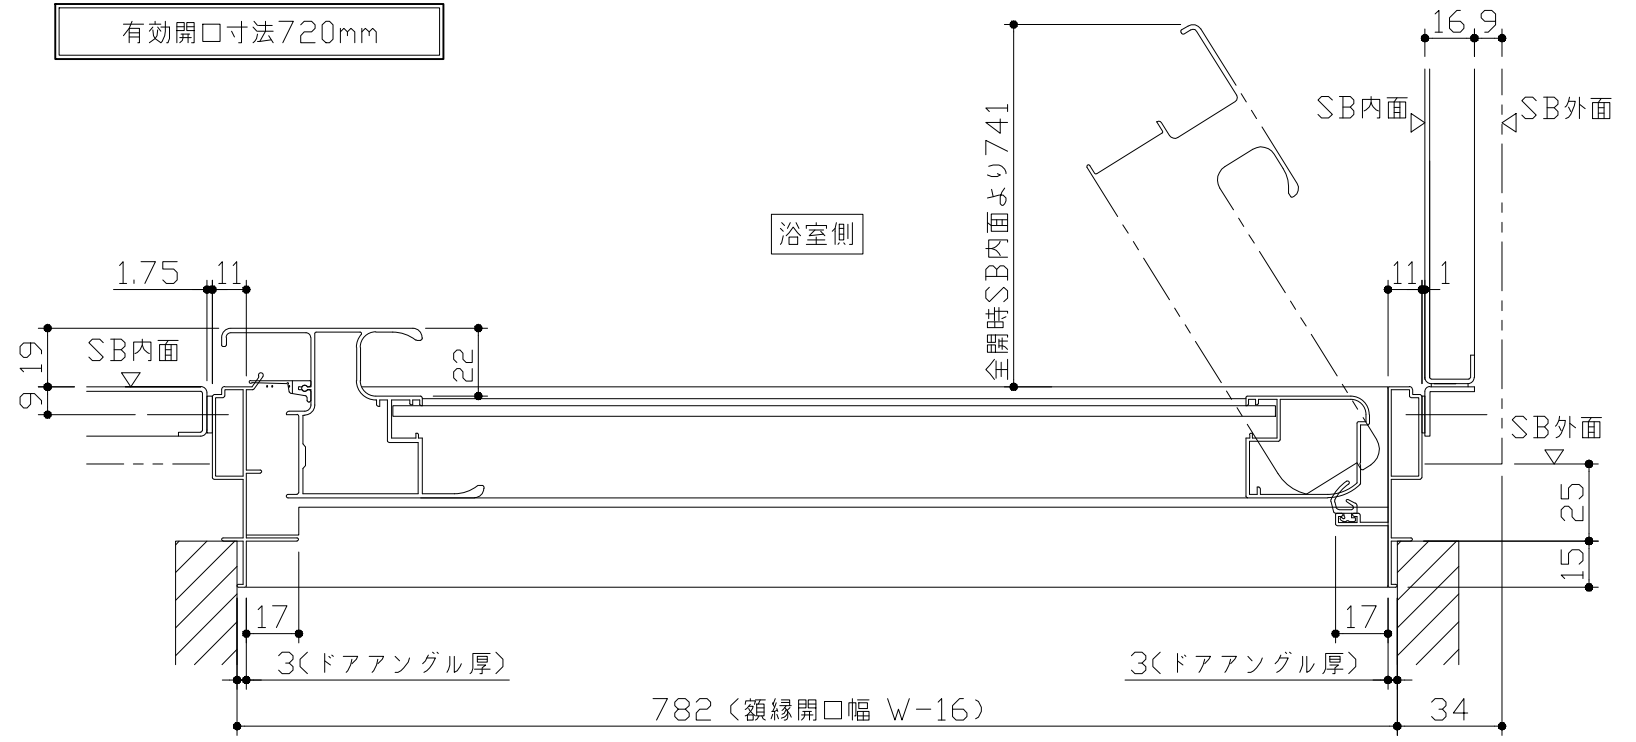 有効開口寸法720mm
16 9
SB内面
SB外面
全開時SB内面より741
浴室側
1.75 11
11 1
19
SB内面
22
9
SB外面
25
15
17
17
3(ドアアングル厚)
3(ドアアングル厚)
782 (額縁開口幅 W-16)
34